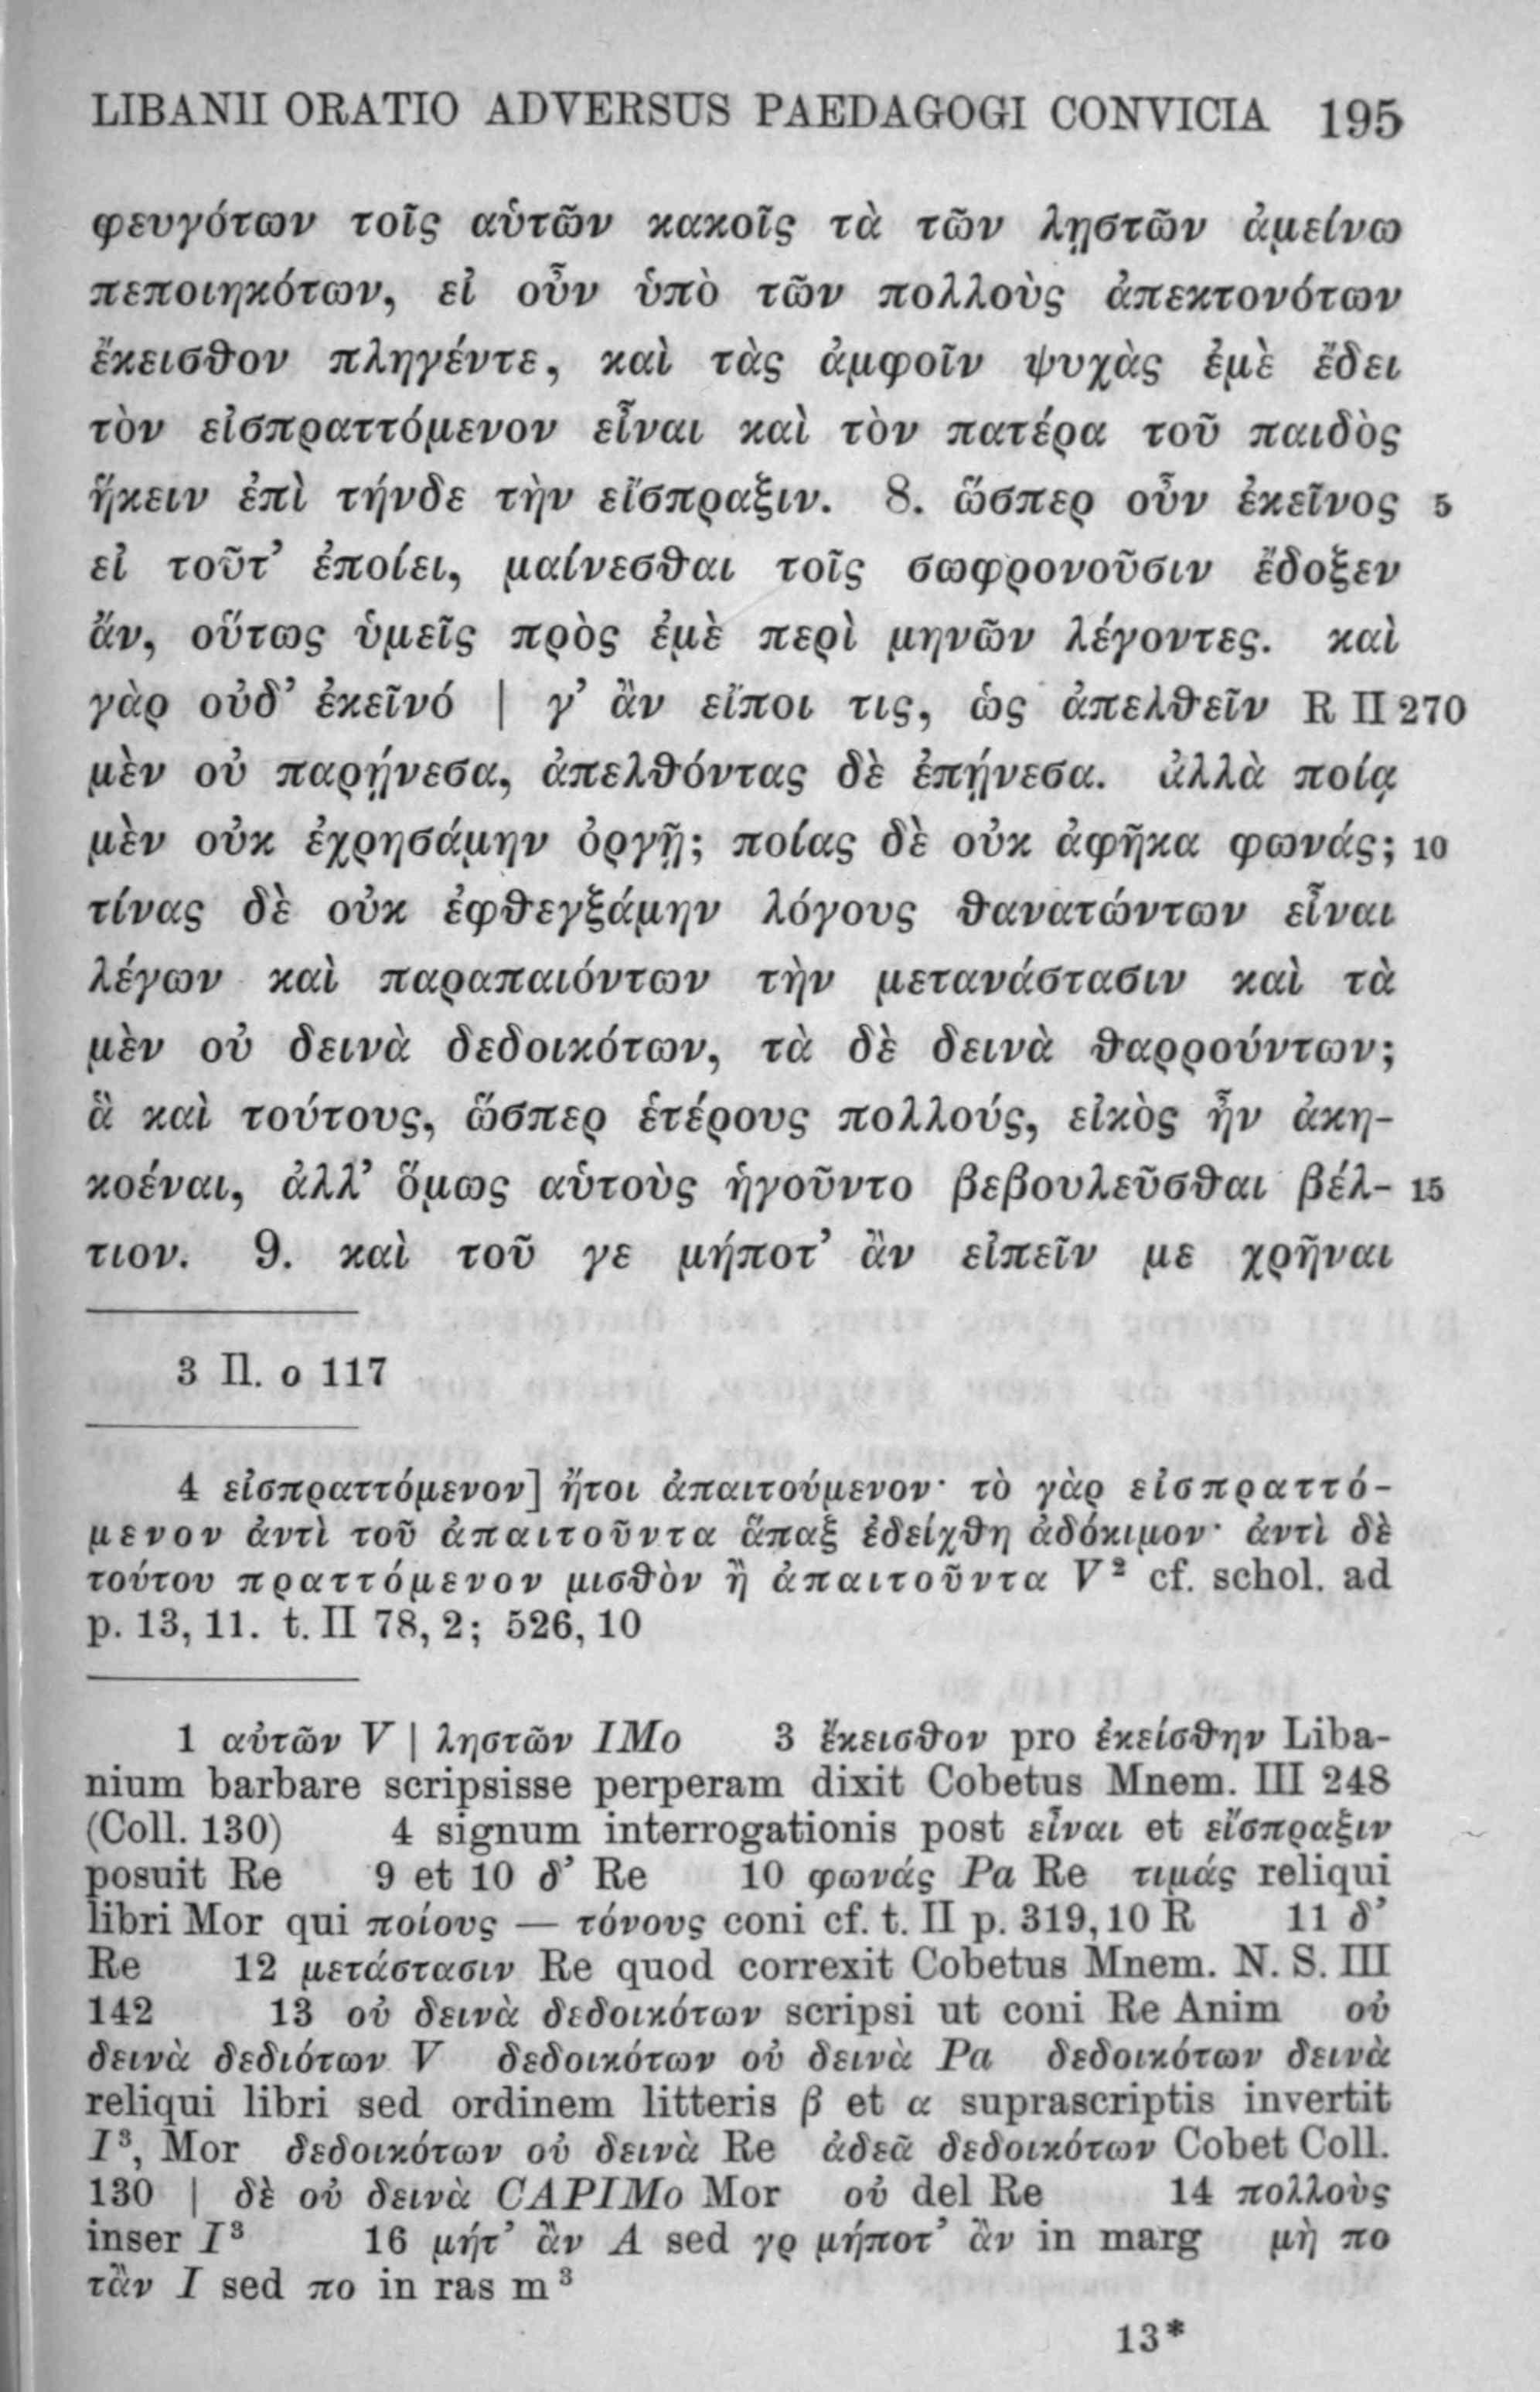 LIBANII ORATIO ADVERSUS PAEDAGOGI CONVICIA 195
φευγότων τοῖς αὑτῶν κακοῖς τὰ τῶν λῃστῶν ἀμείνω
πεποιηκότων, εἰ οὖν ὑπὸ τῶν πολλοὺς ἀπεκτονότων
ἔκεισθον πληγέντε, καὶ τὰς ἀμφοῖν ψυχὰς ἐμὲ ἔδει
τὸν εἰσπραττόμενον εἶναι καὶ τὸν πατέρα τοῦ παιδὸς
ἥκειν ἐπὶ τήνδε τὴν εἴσπραξιν. 8. ὥσπερ οὖν ἐκεῖνος 5
εἰ τοῦτ’ ἐποίει, μαίνεσθαι τοῖς σωφρονοῦσιν ἔδοξεν
ἄν, οὕτως ὑμεῖς πρὸς ἐμὲ περὶ μηνῶν λέγοντες. καὶ
γὰρ οὐδ’ ἐκεῖνό | γ’ ἂν εἴποι τις, ὡς ἀπελθεῖν R II 270
μὲν οὐ παρῄνεσα, ἀπελθόντας δὲ ἐπῄνεσα. ἀλλὰ ποίᾳ
μὲν οὐκ ἐχρησάμην ὀργῇ; ποίας δὲ οὐκ ἀφῆκα φωνάς; 10
τίνας δὲ οὐκ ἐφθεγξάμην λόγους θανατώντων εἶναι
λέγων καὶ παραπαιόντων τὴν μετανάστασιν καὶ τὰ
μὲν οὐ δεινὰ δεδοικότων, τὰ δὲ δεινὰ θαρρούντων;
ἃ καὶ τούτους, ὥσπερ ἑτέρους πολλούς, εἰκὸς ἦν ἀκη-
κοέναι, ἀλλ’ ὅμως αὑτοὺς ἡγοῦντο βεβουλεῦσθαι βέλ- 15
τιον. 9. καὶ τοῦ γε μήποτ’ ἂν εἰπεῖν με χρῆναι
3 Il. ο 117
4 εἰσπραττόμενον] ἤτοι ἀπαιτούμενον· τὸ γὰρ εἰσπραττό-
μενον ἀντὶ τοῦ ἀπαιτοῦντα ἅπαξ ἐδείχθη ἀδόκιμον· ἀντὶ δὲ
τούτου πραττόμενον μισθὸν ἢ ἀπαιτοῦντα V² cf. schol. ad
p. 13, 11. t. II 78, 2; 526, 10
1 αὐτῶν V | ληστῶν IMo 3 ἔκεισθον pro ἐκείσθην Liba-
nium barbare scripsisse perperam dixit Cobetus Mnem. III 248
(Coll. 130) 4 signum interrogationis post εἶναι et εἴσπραξιν
posuit Re 9 et 10 δ’ Re 10 φωνάς Pa Re τιμάς reliqui
libri Mor qui ποίους — τόνους coni cf. t. II p. 319, 10 R 11 δ’
Re 12 μετάστασιν Re quod correxit Cobetus Mnem. N. S. III
142 13 οὐ δεινὰ δεδοικότων scripsi ut coni Re Anim οὐ
δεινὰ δεδιότων V δεδοικότων οὐ δεινὰ Pa δεδοικότων δεινὰ
reliqui libri sed ordinem litteris β et α suprascriptis invertit
I³, Mor δεδοικότων οὐ δεινὰ Re ἀδεᾶ δεδοικότων Cobet Coll.
130 | δὲ οὐ δεινὰ CAPIMo Mor οὐ del Re 14 πολλοὺς
inser I³ 16 μήτ’ ἂν A sed γρ μήποτ’ ἂν in marg μὴ πο
τἂν I sed πο in ras m³
13*